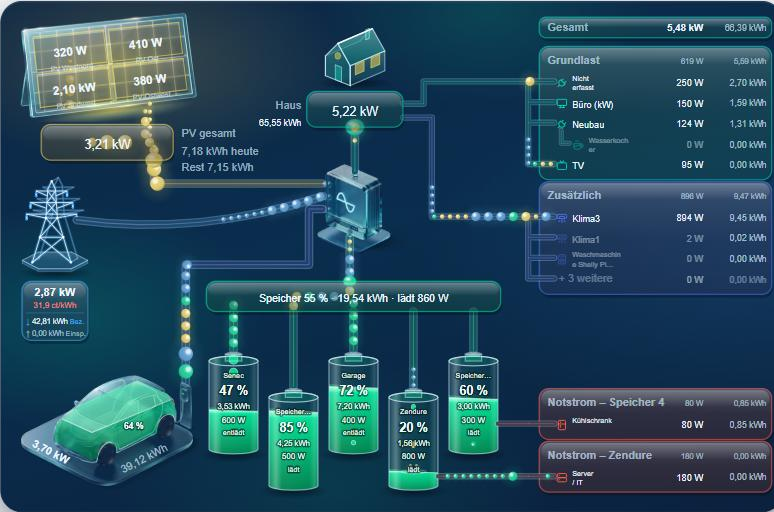 320 W
410 W
2,10 kW
380 W
3,21 kW
PV gesamt
7,18 kWh heute
Rest 7,15 kWh
Haus
65,55 kWh
5,22 kW
Gesamt 5,48 kW 66,39 kWh
Grundlast 619 W 5,59 kWh
Nicht
erfasst 250 W 2,70 kWh
Büro (kW) 150 W 1,59 kWh
Neubau 124 W 1,31 kWh
Wasserkoch
er 0 W 0,00 kWh
TV 95 W 0,00 kWh
Zusätzlich 896 W 9,47 kWh
Klima3 894 W 9,45 kWh
Klima1 2 W 0,02 kWh
Waschmaschin
e Shelly Pl... 0 W 0,00 kWh
+ 3 weitere 0 W 0,00 kWh
2,87 kW
31,9 ct/kWh
↓ 42,81 kWh Bez.
↑ 0,00 kWh Einsp.
Speicher 55 % · 19,54 kWh · lädt 860 W
Senec
47 %
3,53 kWh
600 W
entlädt
Speicher...
85 %
4,25 kWh
500 W
lädt
Garage
72 %
7,20 kWh
400 W
entlädt
Zendure
20 %
1,56 kWh
800 W
lädt
Speicher...
60 %
3,00 kWh
300 W
lädt
64 %
3,70 kW
39,12 kWh
Notstrom – Speicher 4 80 W 0,85 kWh
Kühlschrank 80 W 0,85 kWh
Notstrom – Zendure 180 W 0,00 kWh
Server
/ IT 180 W 0,00 kWh